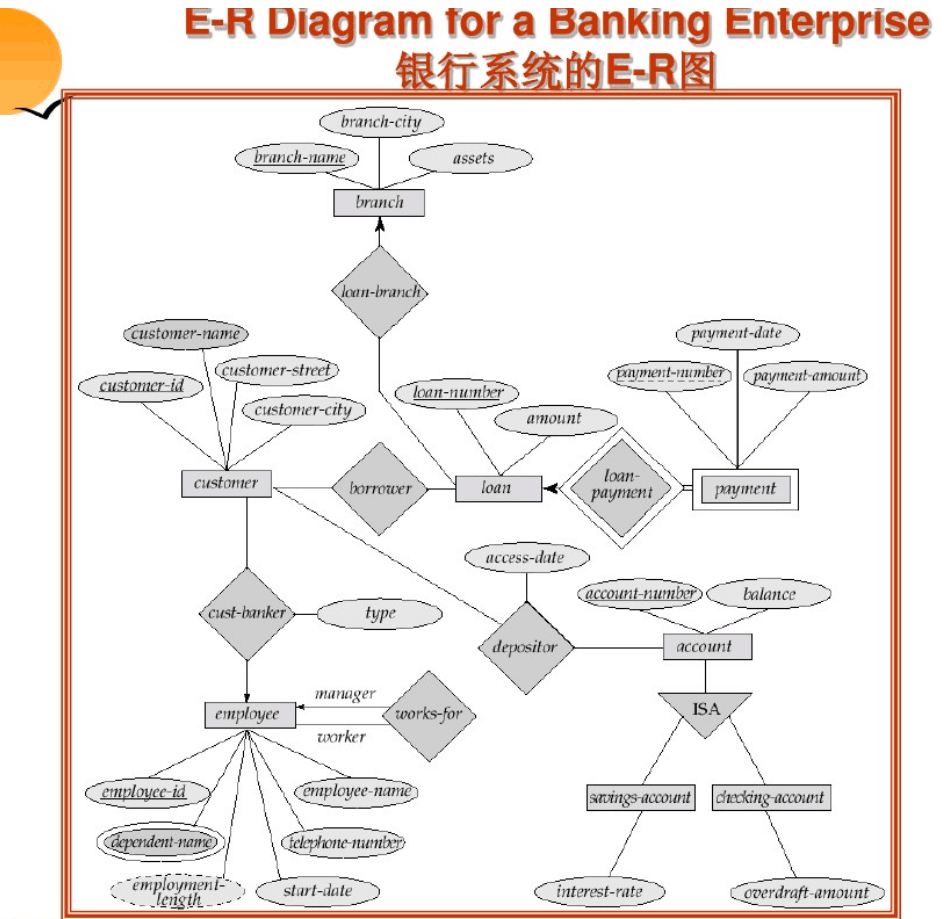 E-R Diagram for a Banking Enterprise
银行系统的E-R图
branch-city
branch-name
assets
branch
loan-branch
customer-name
customer-street
customer-id
customer-city
payment-date
payment-number
payment-amount
loan-number
amount
customer
borrower
loan
loan-
payment
payment
access-date
cust-banker
type
account-number
balance
depositor
account
manager
employee
works-for
worker
ISA
employee-id
employee-name
savings-account
checking-account
dependent-name
telephone-number
employment-
length
start-date
interest-rate
overdraft-amount